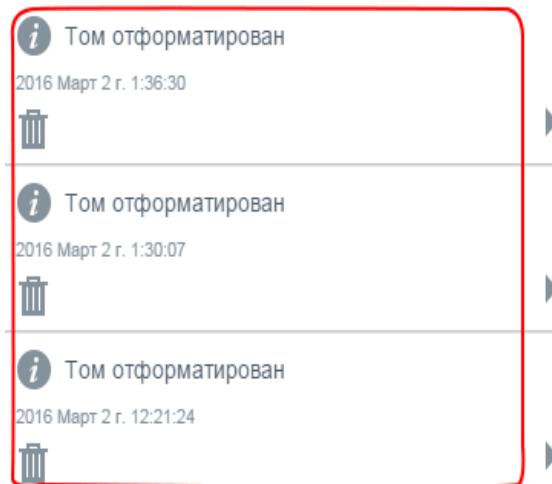 Том отформатирован
2016 Март 2 г. 1:36:30
Том отформатирован
2016 Март 2 г. 1:30:07
Том отформатирован
2016 Март 2 г. 12:21:24